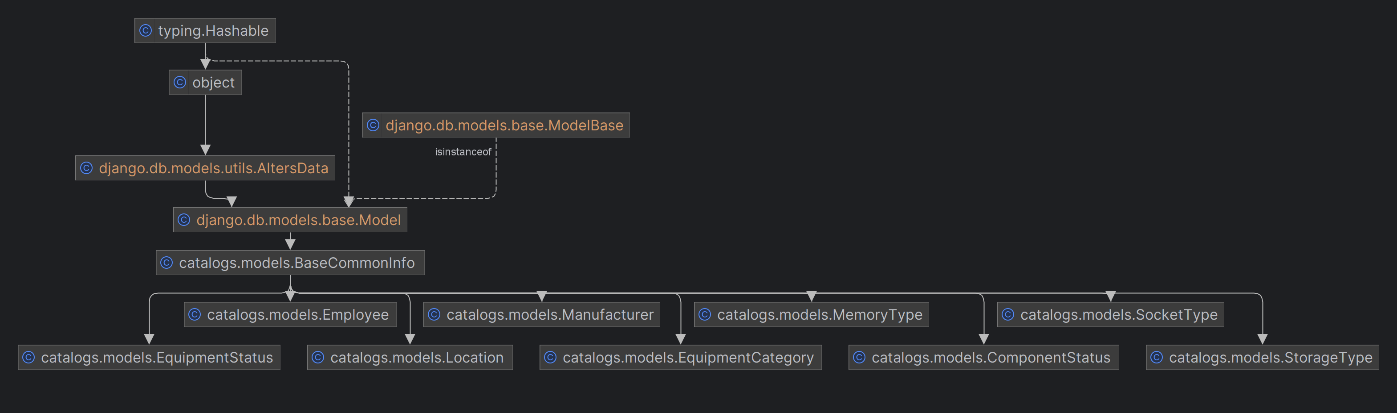 typing.Hashable
object
django.db.models.base.ModelBase
isinstanceof
django.db.models.utils.AltersData
django.db.models.base.Model
catalogs.models.BaseCommonInfo
catalogs.models.Employee
catalogs.models.Manufacturer
catalogs.models.MemoryType
catalogs.models.SocketType
catalogs.models.EquipmentStatus
catalogs.models.Location
catalogs.models.EquipmentCategory
catalogs.models.ComponentStatus
catalogs.models.StorageType